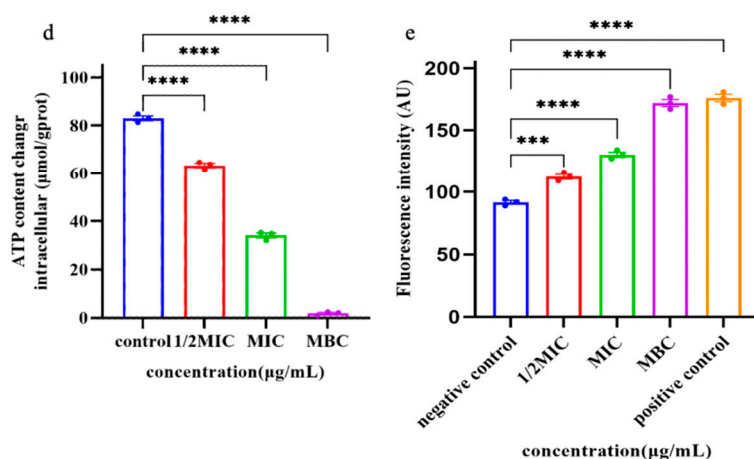 d
****
****
****
ATP content changr
intracellular (μmol/gprot)
100
80
60
40
20
0
control 1/2MIC MIC MBC
concentration(μg/mL)
e
****
****
****
***
Fluorescence intensity (AU)
200
150
100
50
0
negative control
1/2MIC
MIC
MBC
positive control
concentration(μg/mL)